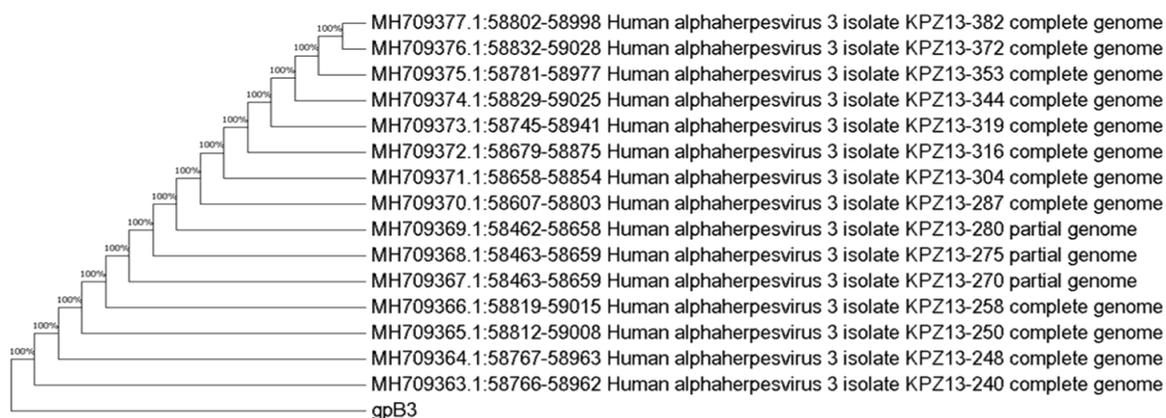 MH709377.1:58802-58998 Human alphaherpesvirus 3 isolate KPZ13-382 complete genome
100%
MH709376.1:58832-59028 Human alphaherpesvirus 3 isolate KPZ13-372 complete genome
100%
MH709375.1:58781-58977 Human alphaherpesvirus 3 isolate KPZ13-353 complete genome
100%
MH709374.1:58829-59025 Human alphaherpesvirus 3 isolate KPZ13-344 complete genome
100%
MH709373.1:58745-58941 Human alphaherpesvirus 3 isolate KPZ13-319 complete genome
100%
MH709372.1:58679-58875 Human alphaherpesvirus 3 isolate KPZ13-316 complete genome
100%
MH709371.1:58658-58854 Human alphaherpesvirus 3 isolate KPZ13-304 complete genome
100%
MH709370.1:58607-58803 Human alphaherpesvirus 3 isolate KPZ13-287 complete genome
100%
MH709369.1:58462-58658 Human alphaherpesvirus 3 isolate KPZ13-280 partial genome
100%
MH709368.1:58463-58659 Human alphaherpesvirus 3 isolate KPZ13-275 partial genome
100%
MH709367.1:58463-58659 Human alphaherpesvirus 3 isolate KPZ13-270 partial genome
100%
MH709366.1:58819-59015 Human alphaherpesvirus 3 isolate KPZ13-258 complete genome
100%
MH709365.1:58812-59008 Human alphaherpesvirus 3 isolate KPZ13-250 complete genome
100%
MH709364.1:58767-58963 Human alphaherpesvirus 3 isolate KPZ13-248 complete genome
100%
MH709363.1:58766-58962 Human alphaherpesvirus 3 isolate KPZ13-240 complete genome
gpB3